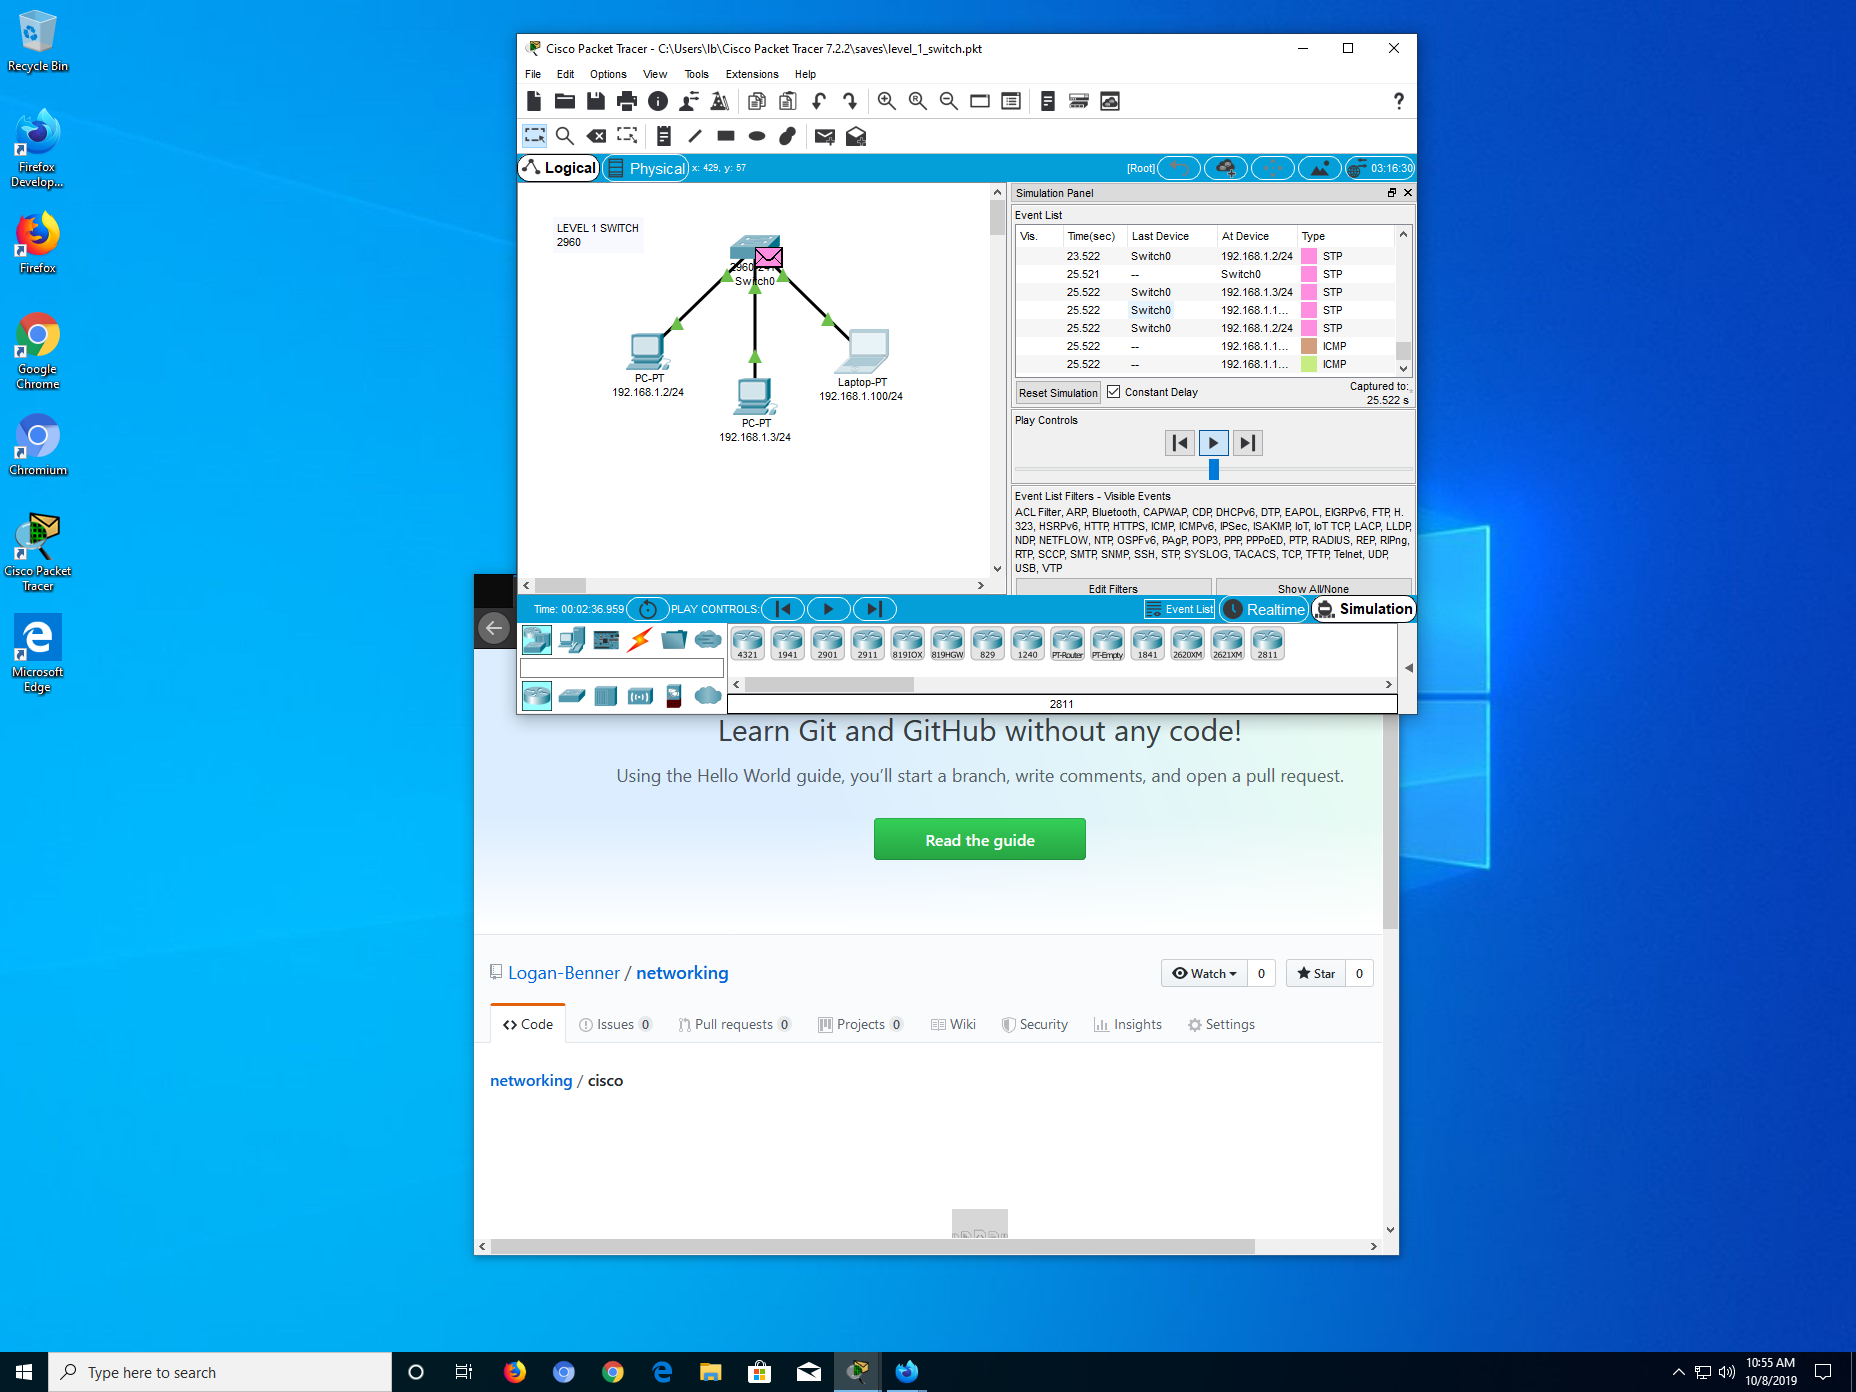 Recycle Bin
Firefox
Develop...
Firefox
Google
Chrome
Chromium
Cisco Packet
Tracer
Microsoft
Edge
Cisco Packet Tracer - C:\Users\lb\Cisco Packet Tracer 7.2.2\saves\level_1_switch.pkt
File Edit Options View Tools Extensions Help
Logical Physical x: 429, y: 57 [Root] 03:16:30
LEVEL 1 SWITCH
2960
Switch0
PC-PT
192.168.1.2/24
PC-PT
192.168.1.3/24
Laptop-PT
192.168.1.100/24
Simulation Panel
Event List
Vis. Time(sec) Last Device At Device Type
23.522 Switch0 192.168.1.2/24 STP
25.521 -- Switch0 STP
25.522 Switch0 192.168.1.3/24 STP
25.522 Switch0 192.168.1.1... STP
25.522 Switch0 192.168.1.2/24 STP
25.522 -- 192.168.1.1... ICMP
25.522 -- 192.168.1.1... ICMP
Reset Simulation Constant Delay Captured to:
25.522 s
Play Controls
Event List Filters - Visible Events
ACL Filter, ARP, Bluetooth, CAPWAP, CDP, DHCPv6, DTP, EAPOL, EIGRPv6, FTP, H.
323, HSRPv6, HTTP, HTTPS, ICMP, ICMPv6, IPSec, ISAKMP, IoT, IoT TCP, LACP, LLDP,
NDP, NETFLOW, NTP, OSPFv6, PAgP, POP3, PPP, PPPoED, PTP, RADIUS, REP, RIPng,
RTP, SCCP, SMTP, SNMP, SSH, STP, SYSLOG, TACACS, TCP, TFTP, Telnet, UDP,
USB, VTP
Edit Filters Show All/None
Time: 00:02:36.959 PLAY CONTROLS: Event List Realtime Simulation
4321 1941 2901 2911 819IOX 819HGW 829 1240 PT-Router PT-Empty 1841 2620XM 2621XM 2811
2811
Learn Git and GitHub without any code!
Using the Hello World guide, you’ll start a branch, write comments, and open a pull request.
Read the guide
Logan-Benner / networking Watch 0 Star 0
Code Issues 0 Pull requests 0 Projects 0 Wiki Security Insights Settings
networking / cisco
Type here to search
10:55 AM
10/8/2019